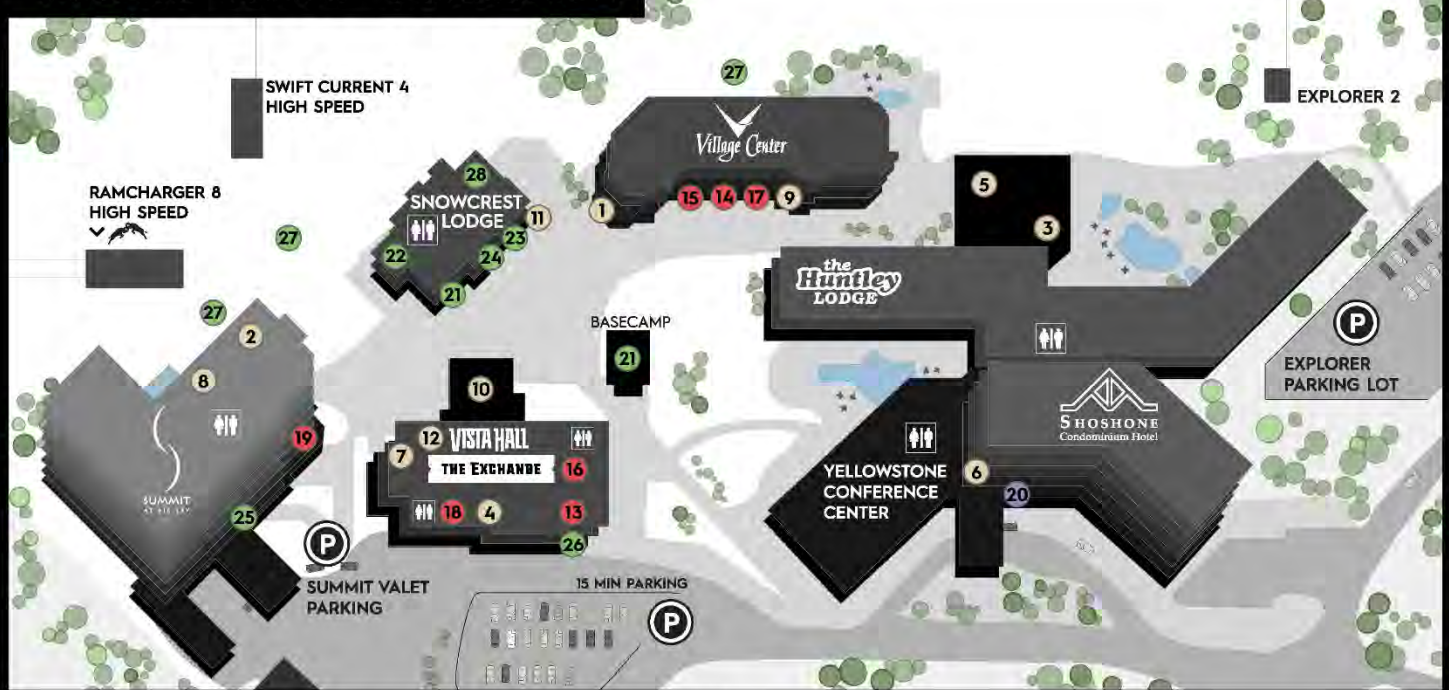 27
SWIFT CURRENT 4
HIGH SPEED
EXPLORER 2
Village Center
28
5
RAMCHARGER 8
HIGH SPEED
SNOWCREST
LODGE
11
1
15
14
17
9
3
27
22
24
23
21
the
Huntley
LODGE
27
2
BASECAMP
21
P
EXPLORER
PARKING LOT
8
10
SHOSHONE
Condominium Hotel
19
7
12
VISTA HALL
THE EXCHANGE
16
YELLOWSTONE
CONFERENCE
CENTER
6
20
SUMMIT
AT BIG SKY
25
18
4
13
26
P
SUMMIT VALET
PARKING
15 MIN PARKING
P